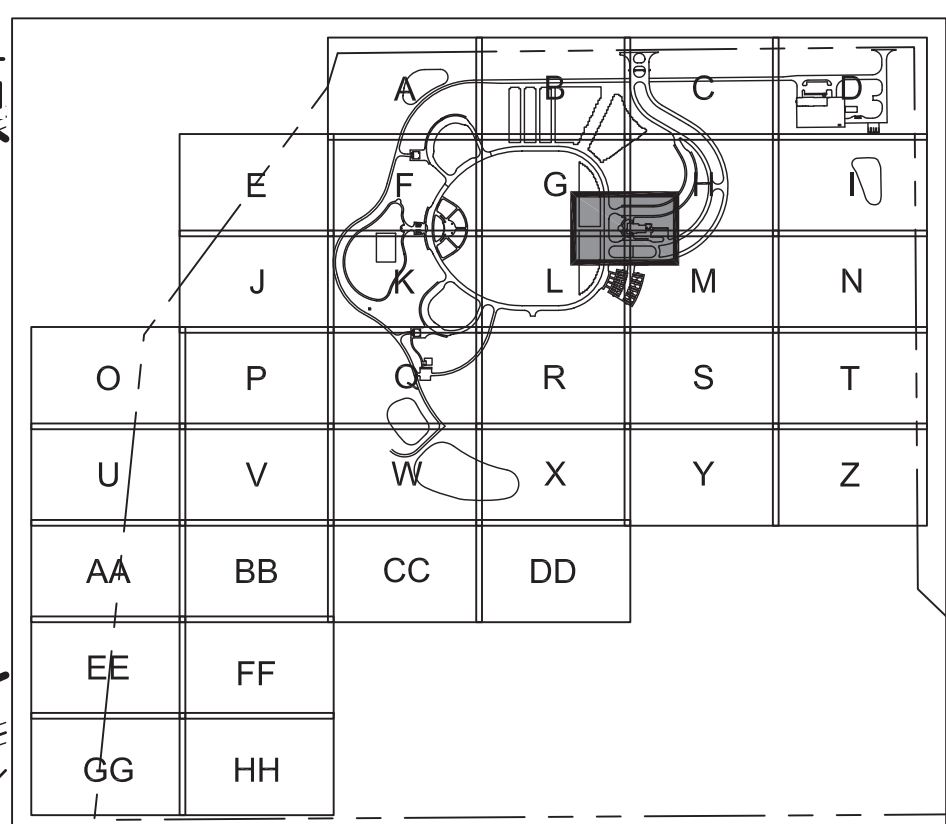 A B C D
E F G H I
J K L M N
O P Q R S T
U V W X Y Z
AA BB CC DD
EE FF
GG HH